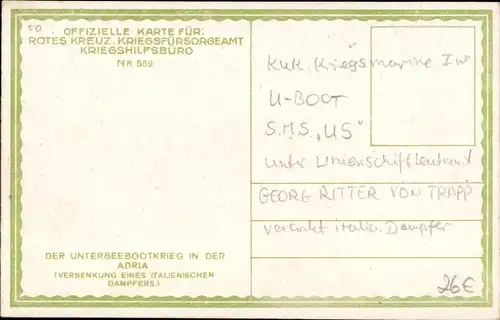 50
OFFIZIELLE KARTE FÜR:
ROTES KREUZ, KRIEGSFÜRSORGEAMT
KRIEGSHILFSBÜRO
NR 559
K.u.K. Kriegsmarine I W
U-BOOT
S.M.S. „U5"
unter Linienschiffleutnant
GEORG RITTER VON TRAPP
versenkt italien. Dampfer
DER UNTERSEEBOOTKRIEG IN DER
ADRIA
(VERSENKUNG EINES ITALIENISCHEN
DAMPFERS.)
26€